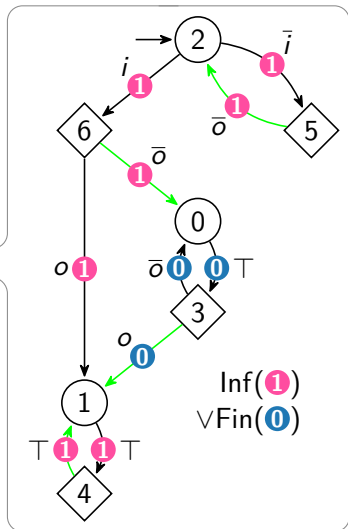 2
i 1
1 i̅
1
o̅
5
6
1 o̅
0
o 1
o̅ 0
0 ⊤
3
o
0
Inf(1)
∨Fin(0)
1
⊤ 1
1 ⊤
4